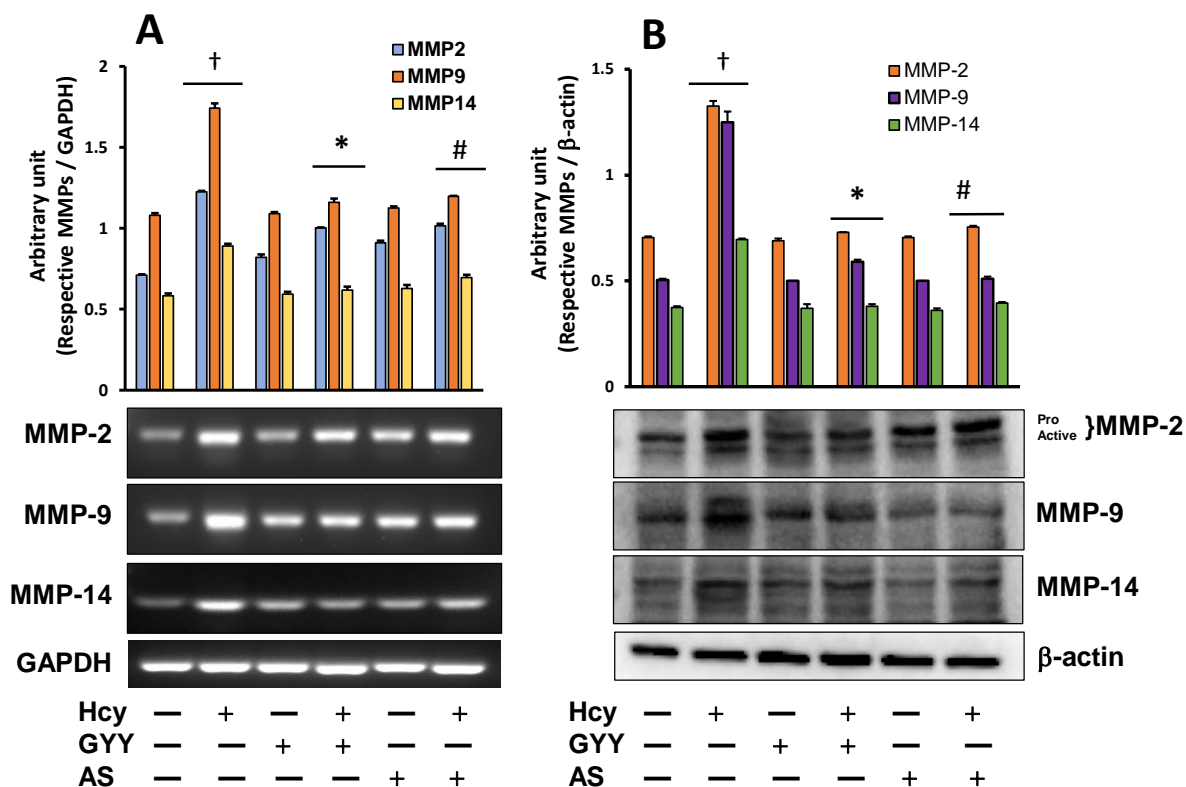 A
MMP2
MMP9
MMP14
†
*
#
2
1.5
1
0.5
0
Arbitrary unit
(Respective MMPs / GAPDH)
MMP-2
MMP-9
MMP-14
GAPDH
Hcy — + — + — +
GYY — — + + — —
AS — — — — + +
B
MMP-2
MMP-9
MMP-14
†
*
#
1.5
1
0.5
0
Arbitrary unit
(Respective MMPs / β-actin)
Pro
Active
}MMP-2
MMP-9
MMP-14
β-actin
Hcy — + — + — +
GYY — — + + — —
AS — — — — + +